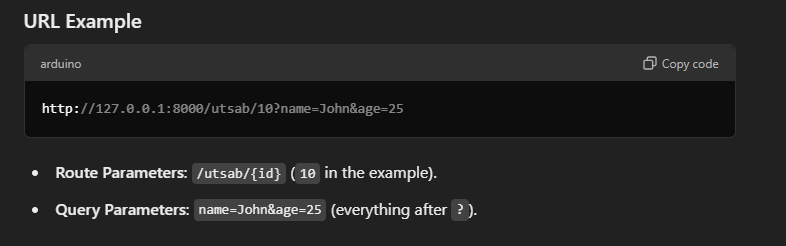 URL Example
arduino Copy code
http://127.0.0.1:8000/utsab/10?name=John&age=25
• Route Parameters: /utsab/{id} (10 in the example).
• Query Parameters: name=John&age=25 (everything after ?).